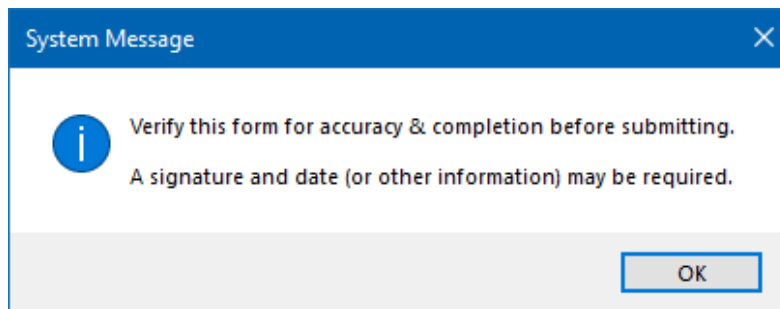 System Message
Verify this form for accuracy & completion before submitting.
A signature and date (or other information) may be required.
OK